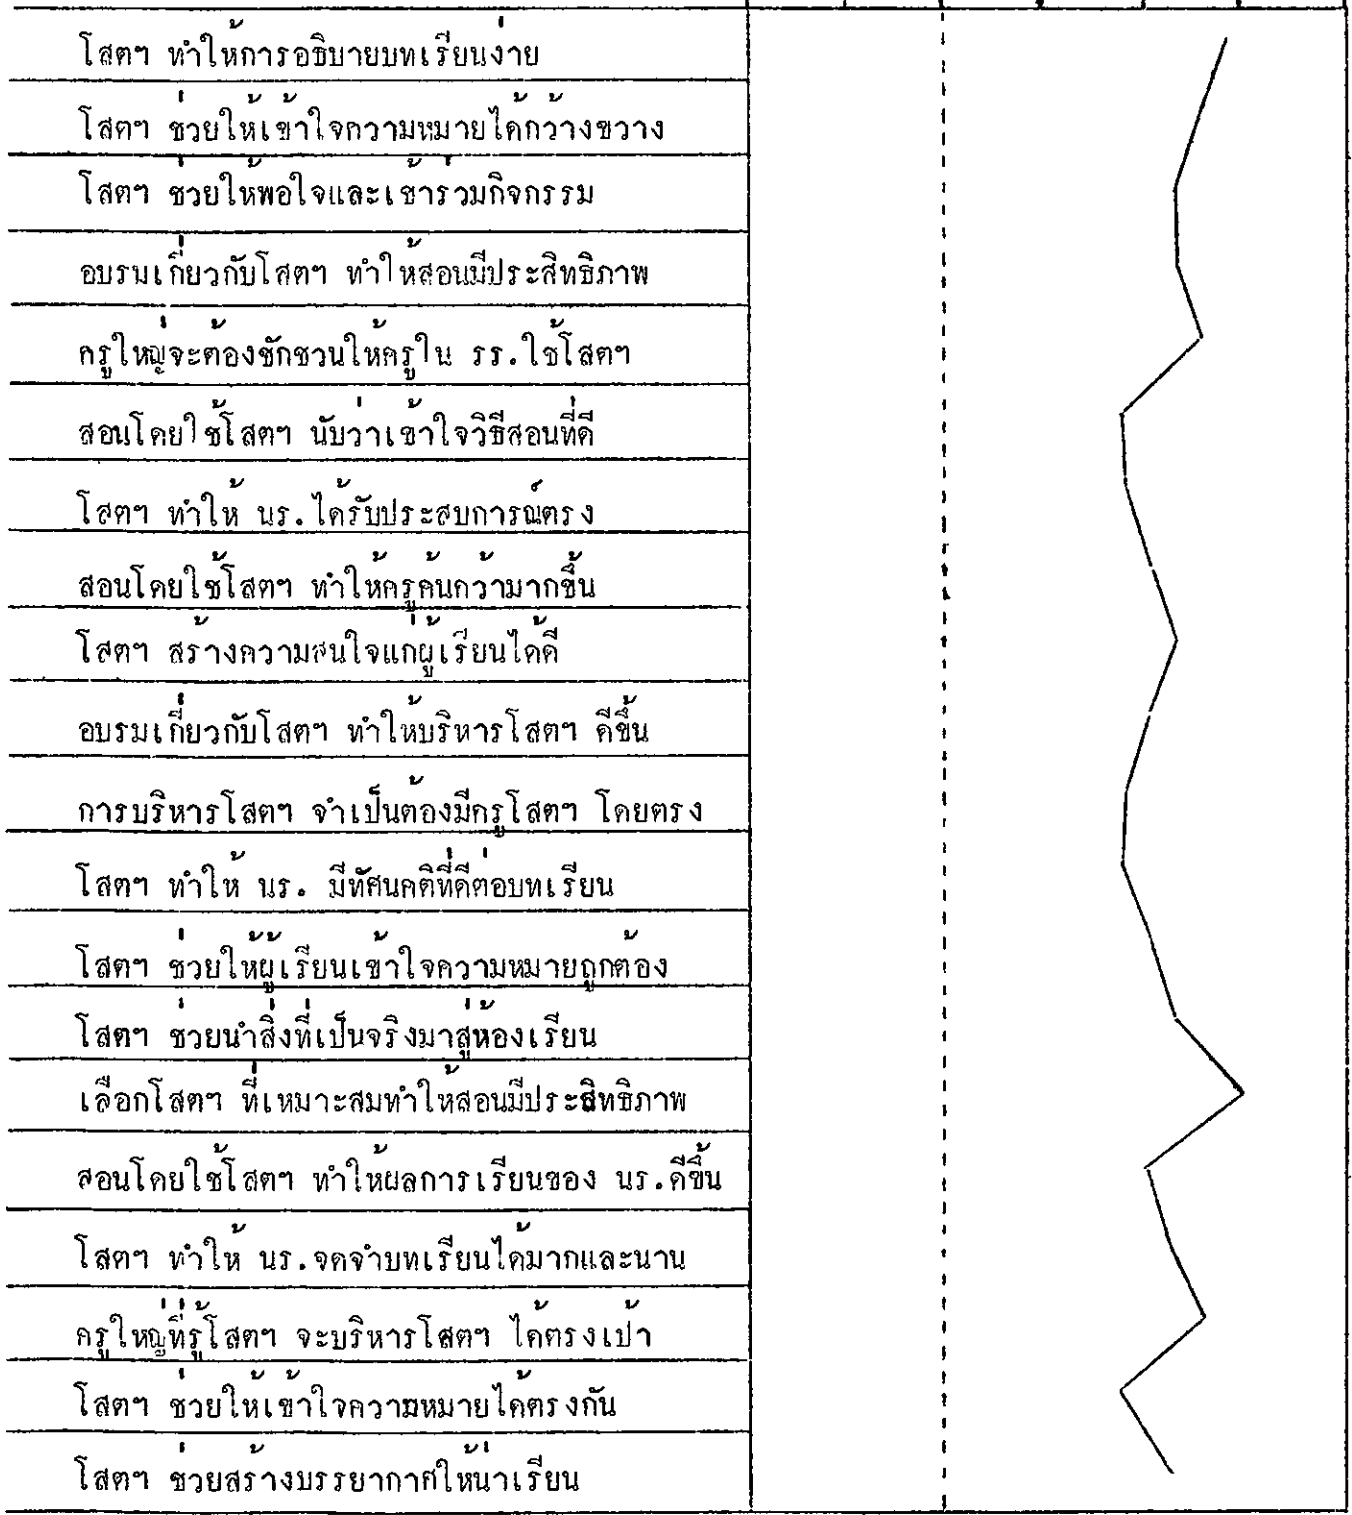 โสตฯ ทำให้การอธิบายบทเรียนง่าย
โสตฯ ช่วยให้เข้าใจความหมายได้กว้างขวาง
โสตฯ ช่วยให้พอใจและเข้าร่วมกิจกรรม
อบรมเกี่ยวกับโสตฯ ทำให้สอนมีประสิทธิภาพ
ครูใหญ่จะต้องชักชวนให้ครูใน รร.ใช้โสตฯ
สอนโดยใช้โสตฯ นับว่าเข้าใจวิธีสอนที่ดี
โสตฯ ทำให้ นร.ได้รับประสบการณ์ตรง
สอนโดยใช้โสตฯ ทำให้ครูค้นคว้ามากขึ้น
โสตฯ สร้างความสนใจแก่ผู้เรียนได้ดี
อบรมเกี่ยวกับโสตฯ ทำให้บริหารโสตฯ ดีขึ้น
การบริหารโสตฯ จำเป็นต้องมีครูโสตฯ โดยตรง
โสตฯ ทำให้ นร. มีทัศนคติที่ดีต่อบทเรียน
โสตฯ ช่วยให้ผู้เรียนเข้าใจความหมายถูกต้อง
โสตฯ ช่วยนำสิ่งที่เป็นจริงมาสู่ห้องเรียน
เลือกโสตฯ ที่เหมาะสมทำให้สอนมีประสิทธิภาพ
สอนโดยใช้โสตฯ ทำให้ผลการเรียนของ นร.ดีขึ้น
โสตฯ ทำให้ นร.จดจำบทเรียนได้มากและนาน
ครูใหญ่ที่รู้โสตฯ จะบริหารโสตฯ ได้ตรงเป้า
โสตฯ ช่วยให้เข้าใจความหมายได้ตรงกัน
โสตฯ ช่วยสร้างบรรยากาศให้น่าเรียน